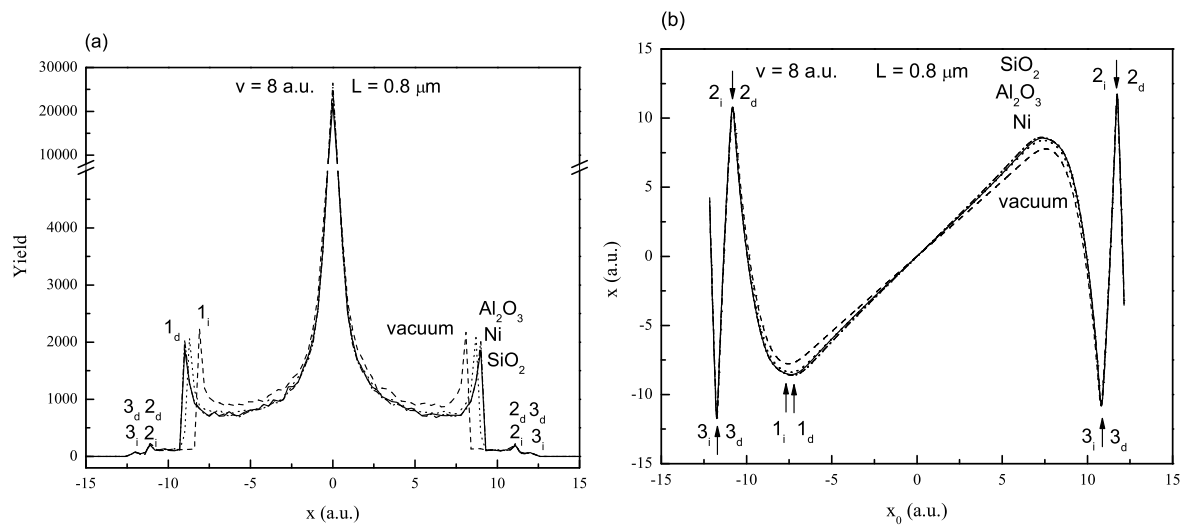 (a)
v = 8 a.u. L = 0.8 μm
30000
20000
10000
4000
3000
2000
1000
0
Yield
1d
1i
vacuum
Al2O3
Ni
SiO2
3d 2d
3i 2i
2d 3d
2i 3i
-15 -10 -5 0 5 10 15
x (a.u.)
(b)
v = 8 a.u. L = 0.8 μm
SiO2
Al2O3
Ni
2i 2d
2i 2d
vacuum
15
10
5
0
-5
-10
-15
x (a.u.)
3i 3d
1i 1d
3i 3d
-15 -10 -5 0 5 10 15
x0 (a.u.)